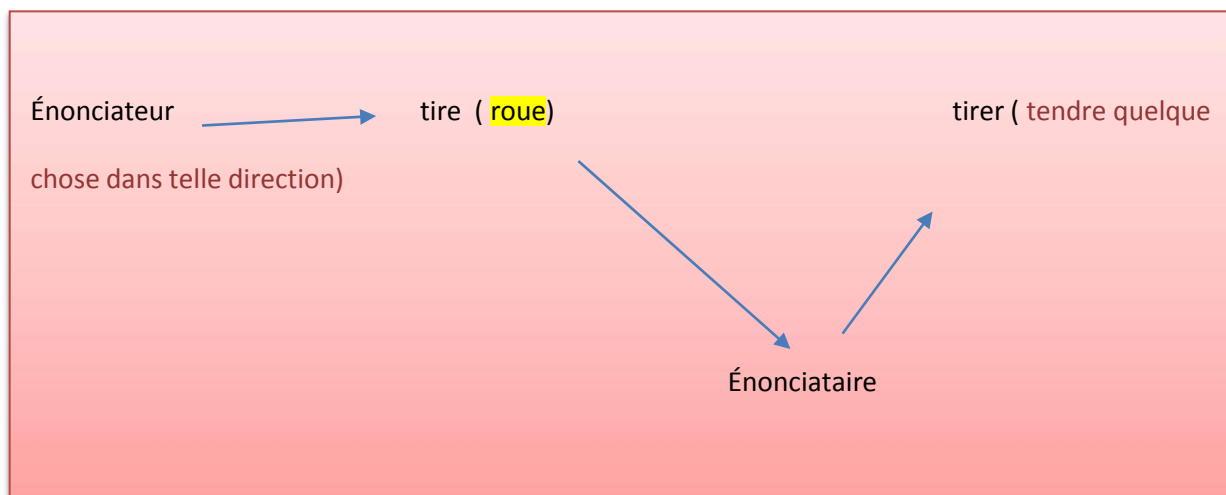 Énonciateur tire ( roue) tirer ( tendre quelque
chose dans telle direction)
Énonciataire